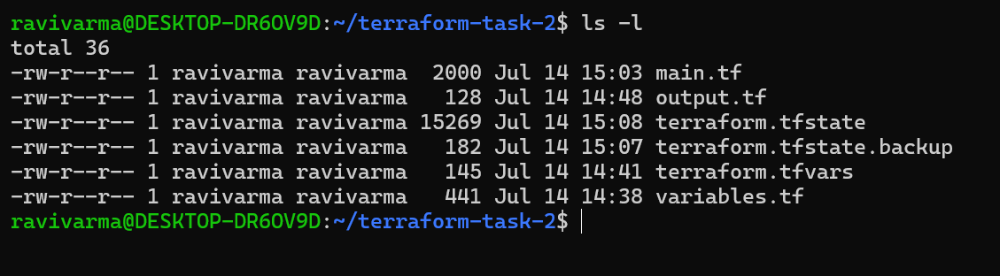 ravivarma@DESKTOP-DR6OV9D:~/terraform-task-2$ ls -l
total 36
-rw-r--r-- 1 ravivarma ravivarma  2000 Jul 14 15:03 main.tf
-rw-r--r-- 1 ravivarma ravivarma   128 Jul 14 14:48 output.tf
-rw-r--r-- 1 ravivarma ravivarma 15269 Jul 14 15:08 terraform.tfstate
-rw-r--r-- 1 ravivarma ravivarma   182 Jul 14 15:07 terraform.tfstate.backup
-rw-r--r-- 1 ravivarma ravivarma   145 Jul 14 14:41 terraform.tfvars
-rw-r--r-- 1 ravivarma ravivarma   441 Jul 14 14:38 variables.tf
ravivarma@DESKTOP-DR6OV9D:~/terraform-task-2$